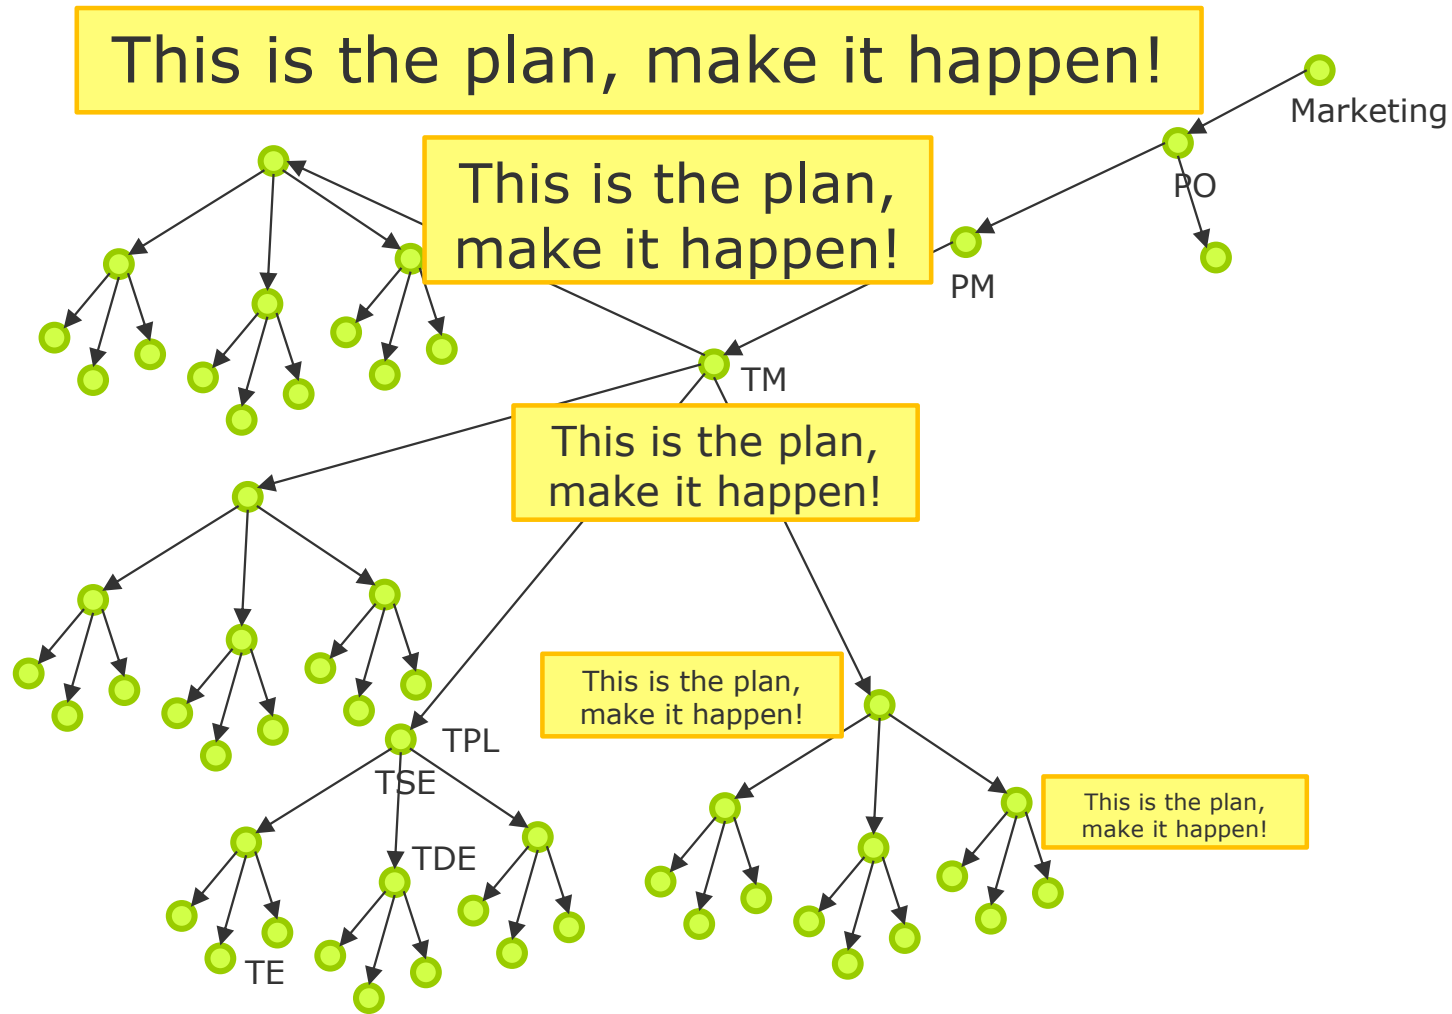 This is the plan, make it happen!
Marketing
This is the plan,
make it happen!
PO
PM
TM
This is the plan,
make it happen!
This is the plan,
make it happen!
TPL
TSE
This is the plan,
make it happen!
TDE
TE